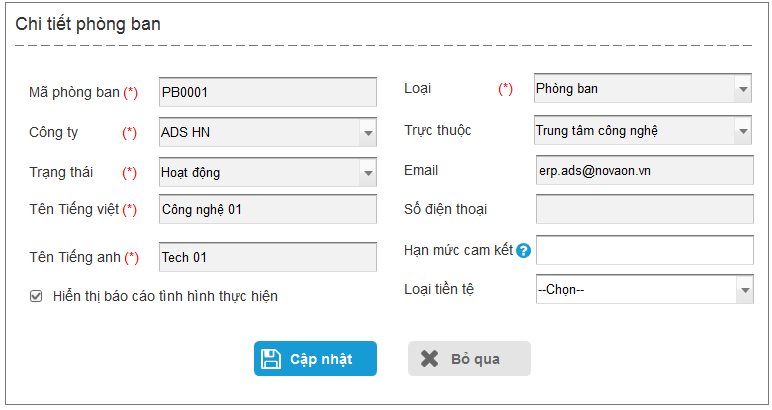 Chi tiết phòng ban
Mã phòng ban (*) PB0001
Loại (*) Phòng ban
Công ty (*) ADS HN
Trực thuộc Trung tâm công nghệ
Trạng thái (*) Hoạt động
Email erp.ads@novaon.vn
Tên Tiếng việt (*) Công nghệ 01
Số điện thoại
Tên Tiếng anh (*) Tech 01
Hạn mức cam kết ?
Hiển thị báo cáo tình hình thực hiện
Loại tiền tệ --Chọn--
Cập nhật
Bỏ qua